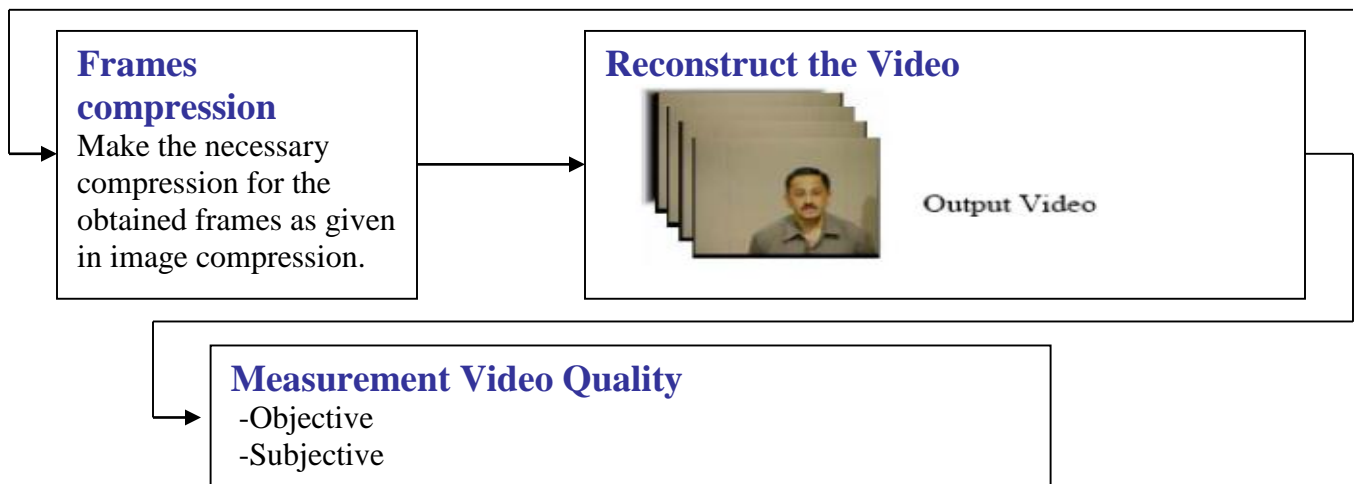 Frames
compression
Make the necessary
compression for the
obtained frames as given
in image compression.
Reconstruct the Video
Output Video
Measurement Video Quality
-Objective
-Subjective